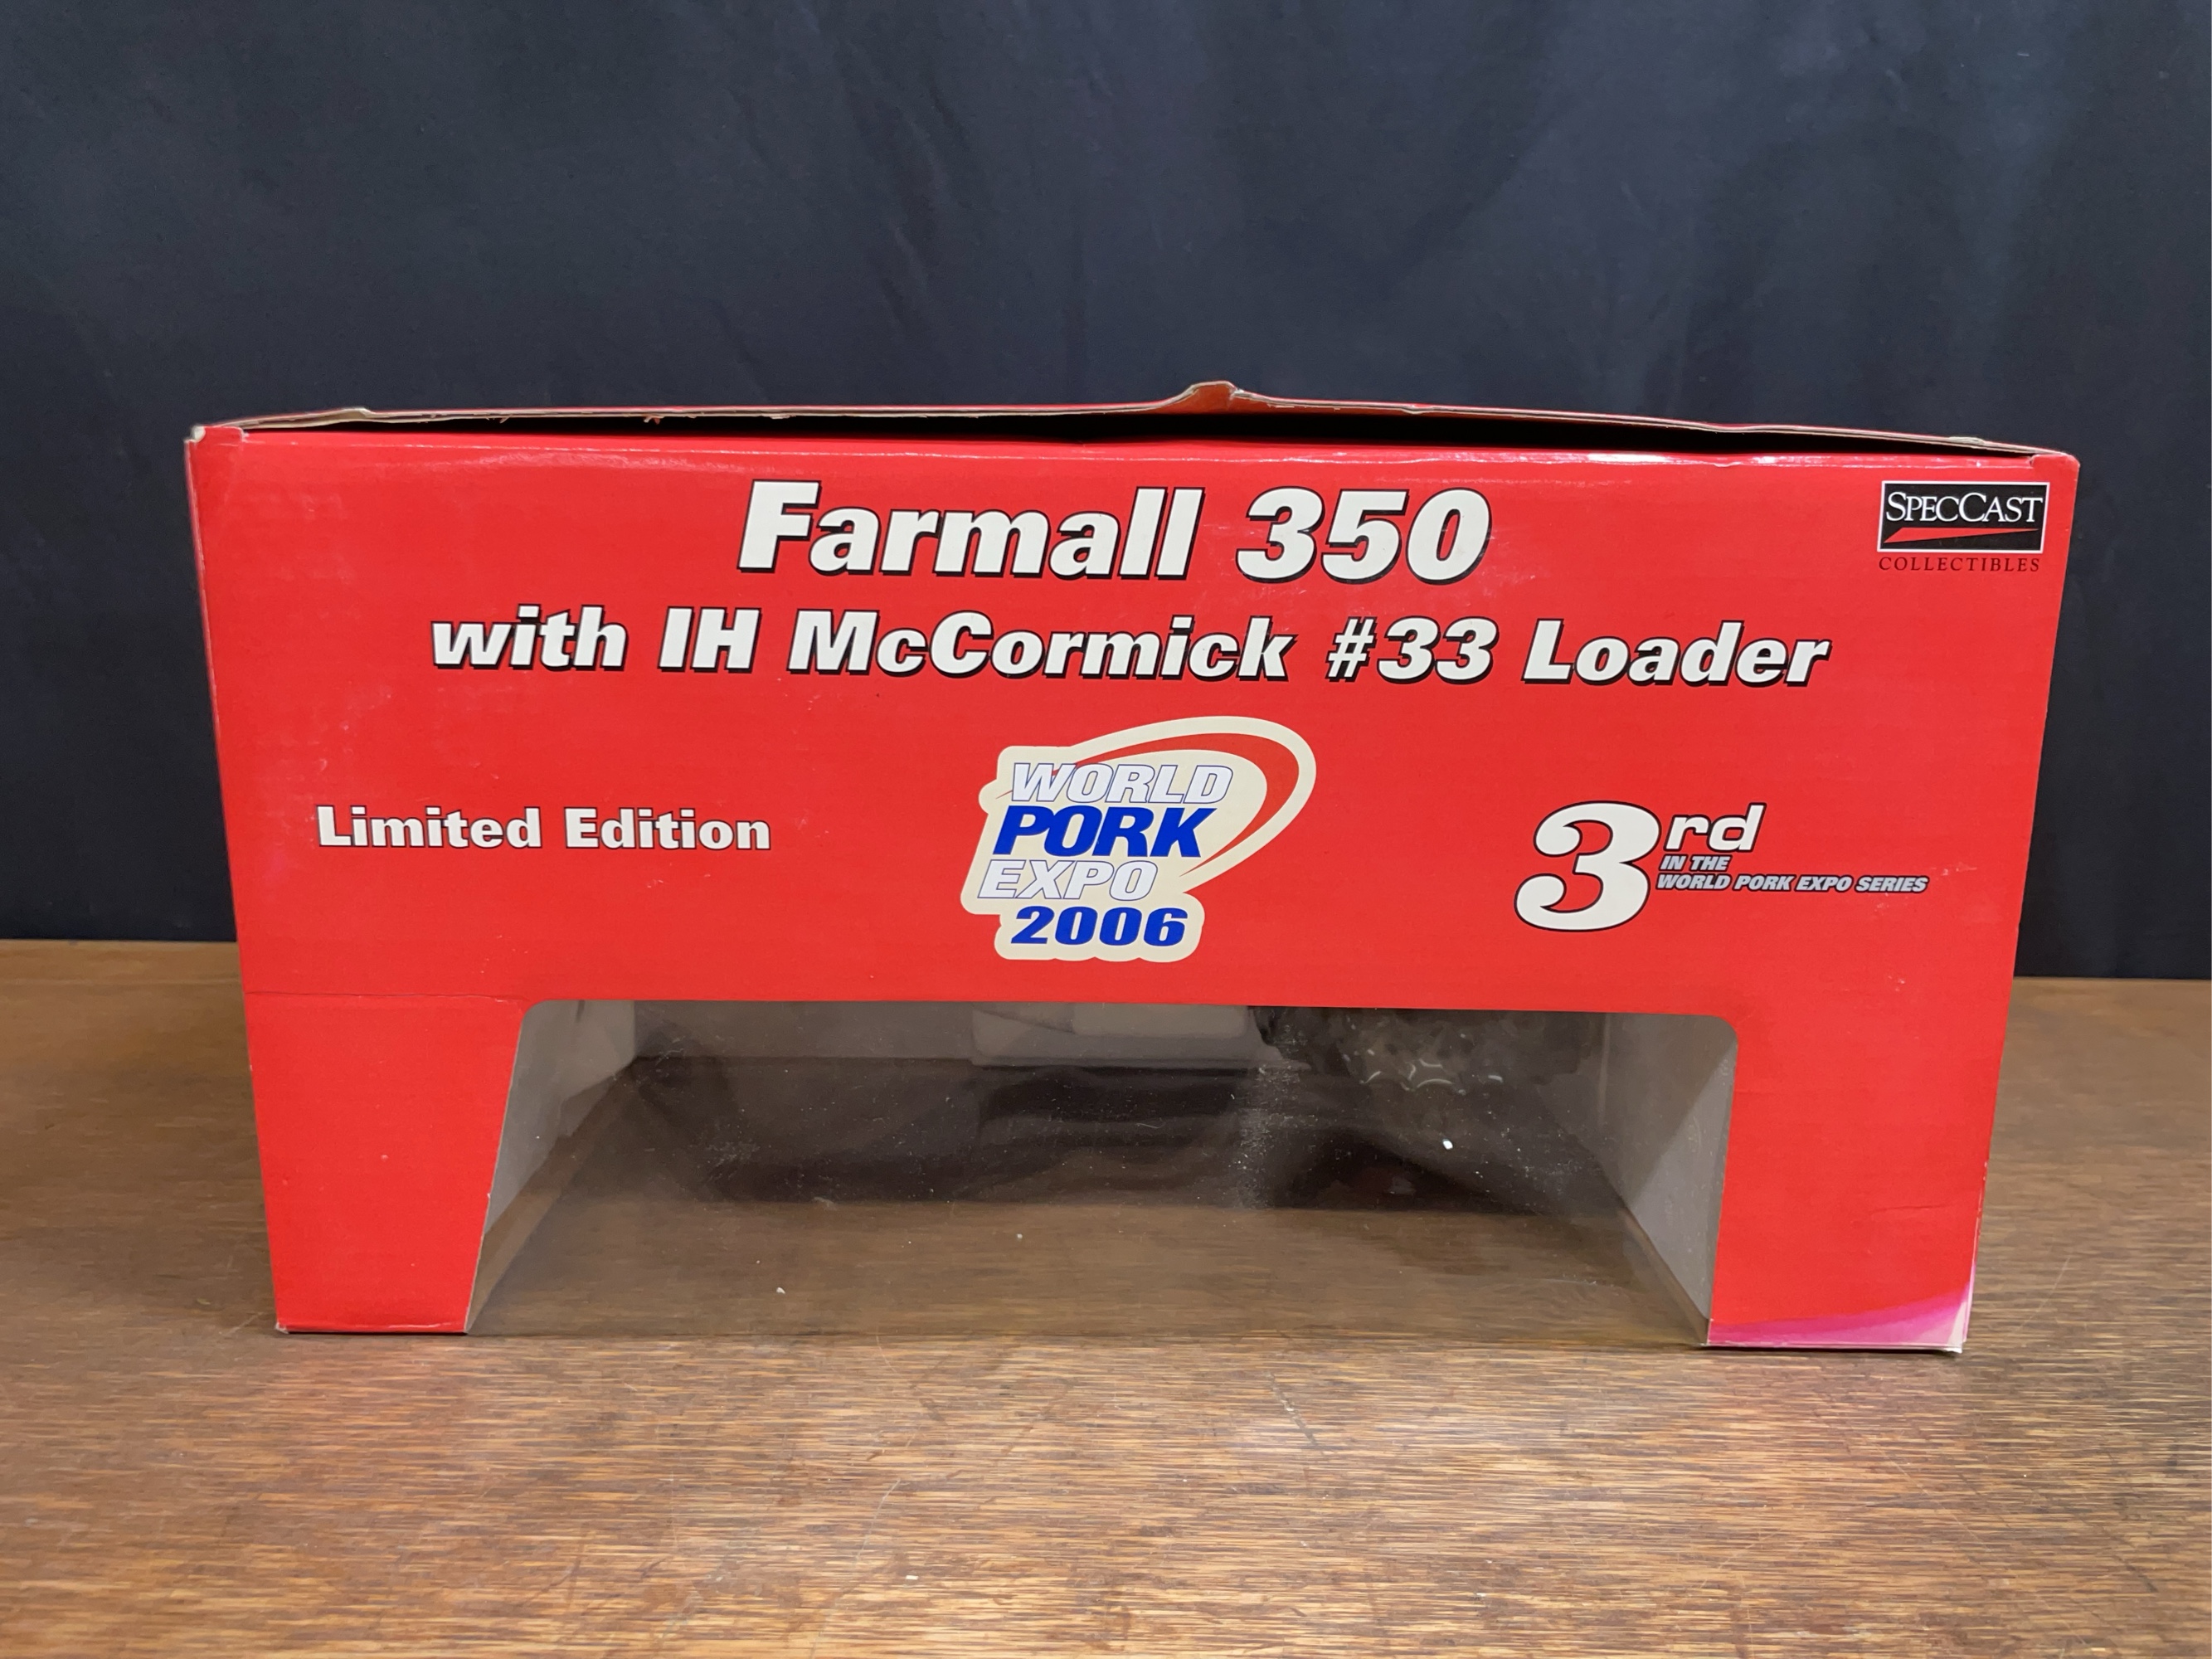 Farmall 350
SPECCAST
COLLECTIBLES
with IH McCormick #33 Loader
Limited Edition
WORLD
PORK
EXPO
2006
3rd
IN THE
WORLD PORK EXPO SERIES